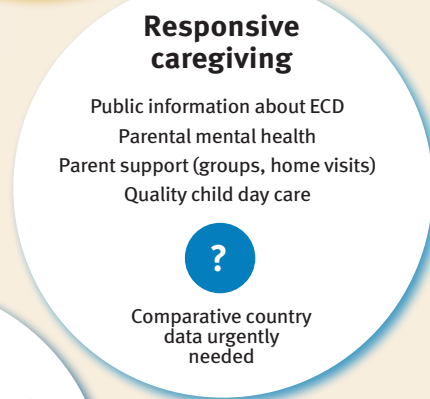 Responsive
caregiving
Public information about ECD
Parental mental health
Parent support (groups, home visits)
Quality child day care
?
Comparative country
data urgently
needed